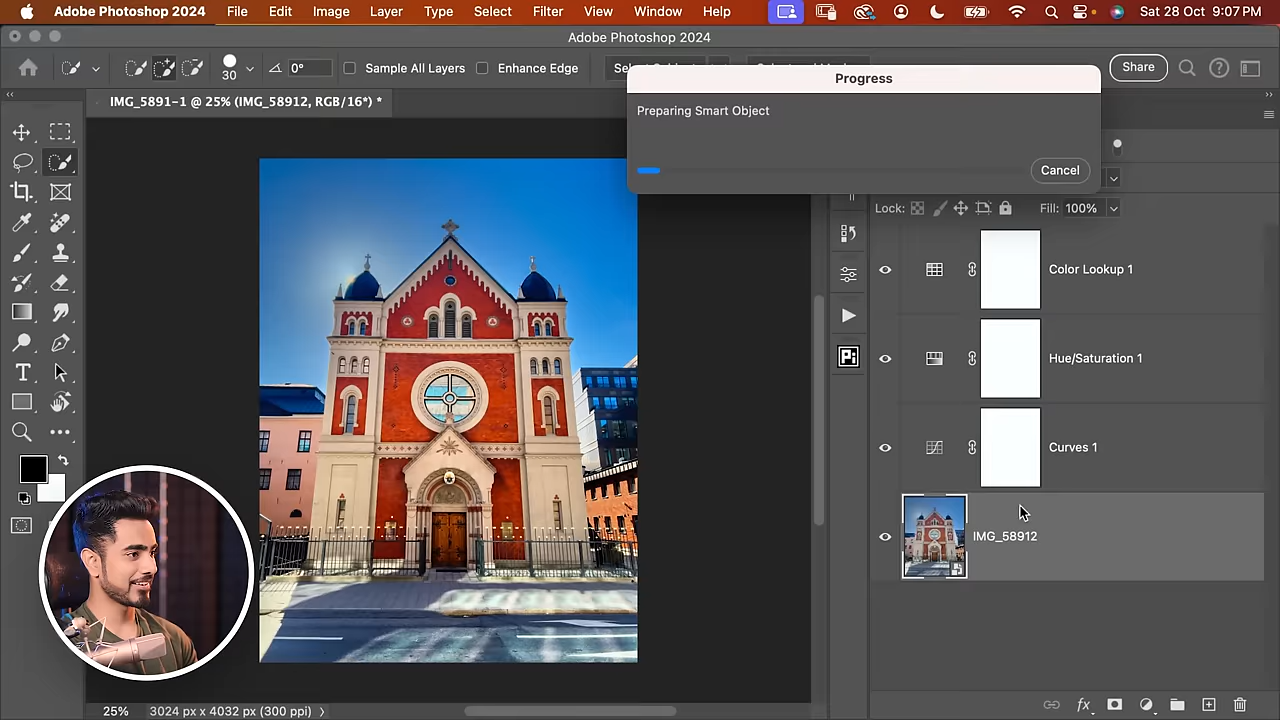 Adobe Photoshop 2024 File Edit Image Layer Type Select Filter View Window Help Sat 28 Oct 9:07 PM
Adobe Photoshop 2024
30 0° Sample All Layers Enhance Edge Share
Progress
IMG_5891-1 @ 25% (IMG_58912, RGB/16*) *
Preparing Smart Object
Cancel
Lock: Fill: 100%
Color Lookup 1
Hue/Saturation 1
Pi
Curves 1
T
IMG_58912
fx
25% 3024 px x 4032 px (300 ppi)